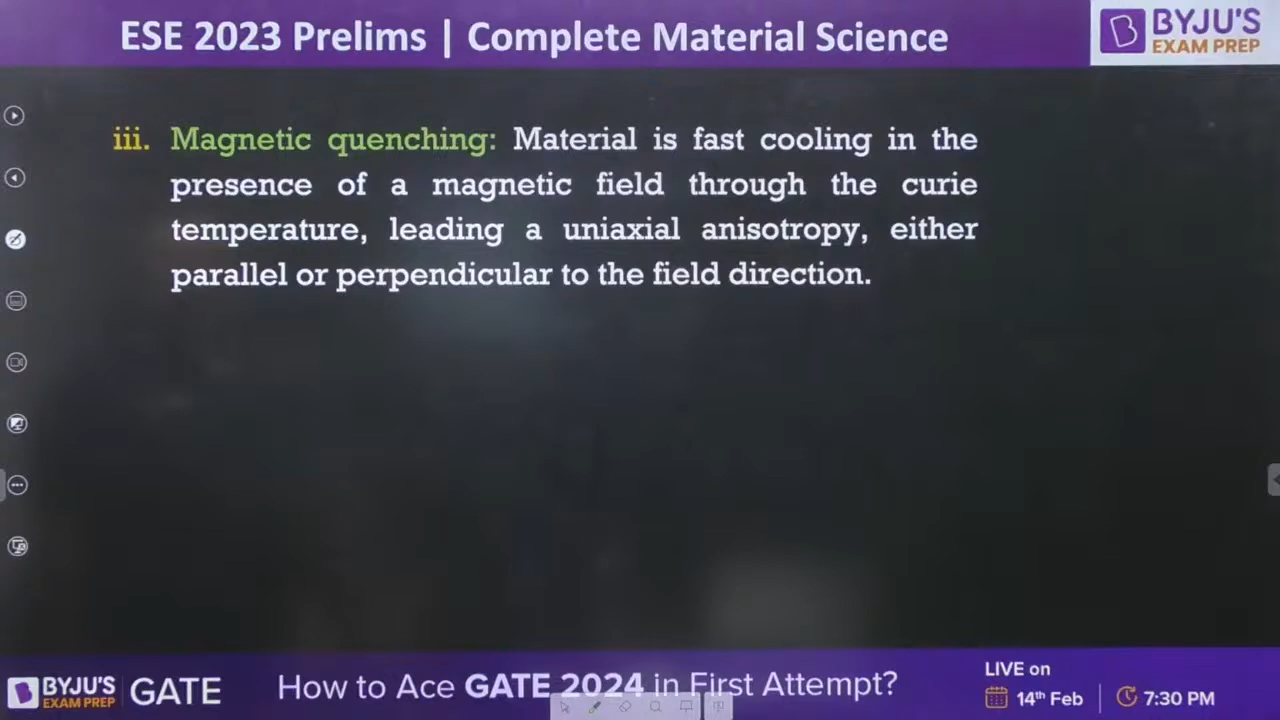 ESE 2023 Prelims | Complete Material Science
BYJU'S
EXAM PREP
iii. Magnetic quenching: Material is fast cooling in the
presence of a magnetic field through the curie
temperature, leading a uniaxial anisotropy, either
parallel or perpendicular to the field direction.
BYJU'S
EXAM PREP
GATE
How to Ace GATE 2024 in First Attempt?
LIVE on
14th Feb
7:30 PM